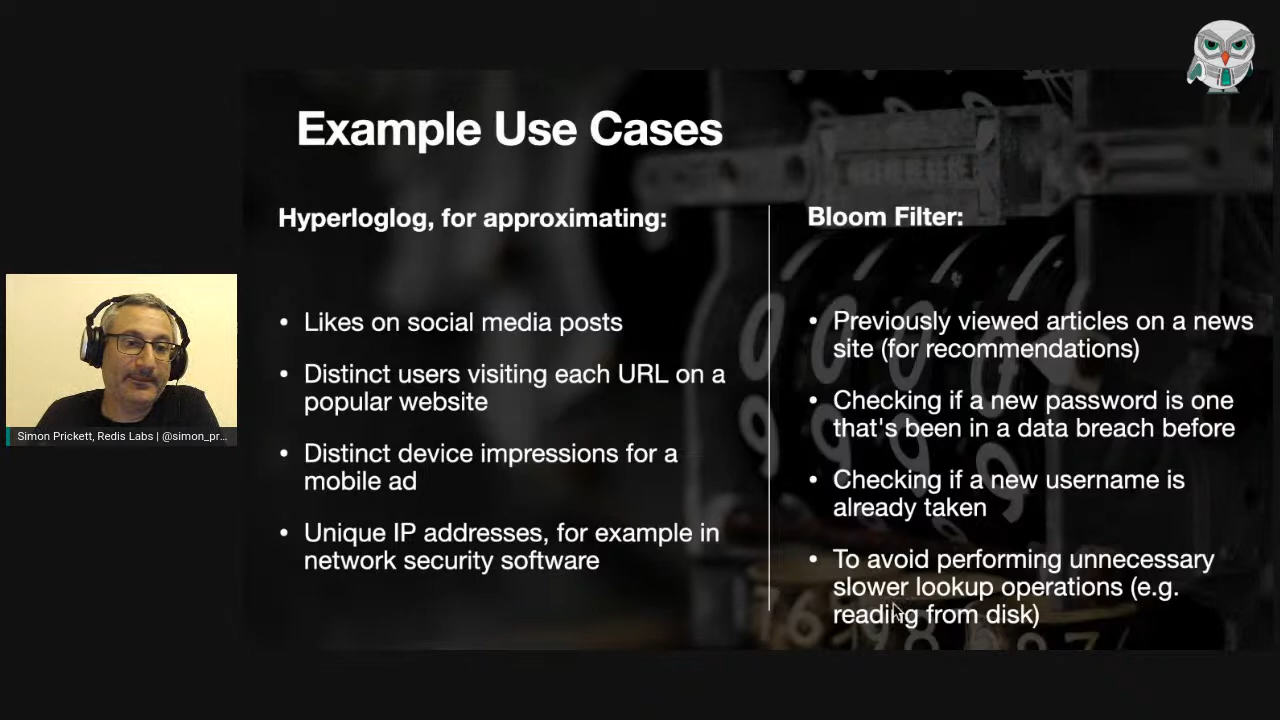 Example Use Cases
Hyperloglog, for approximating:
• Likes on social media posts
• Distinct users visiting each URL on a
popular website
• Distinct device impressions for a
mobile ad
• Unique IP addresses, for example in
network security software
Bloom Filter:
• Previously viewed articles on a news
site (for recommendations)
• Checking if a new password is one
that's been in a data breach before
• Checking if a new username is
already taken
• To avoid performing unnecessary
slower lookup operations (e.g.
reading from disk)
Simon Prickett, Redis Labs | @simon_pr...